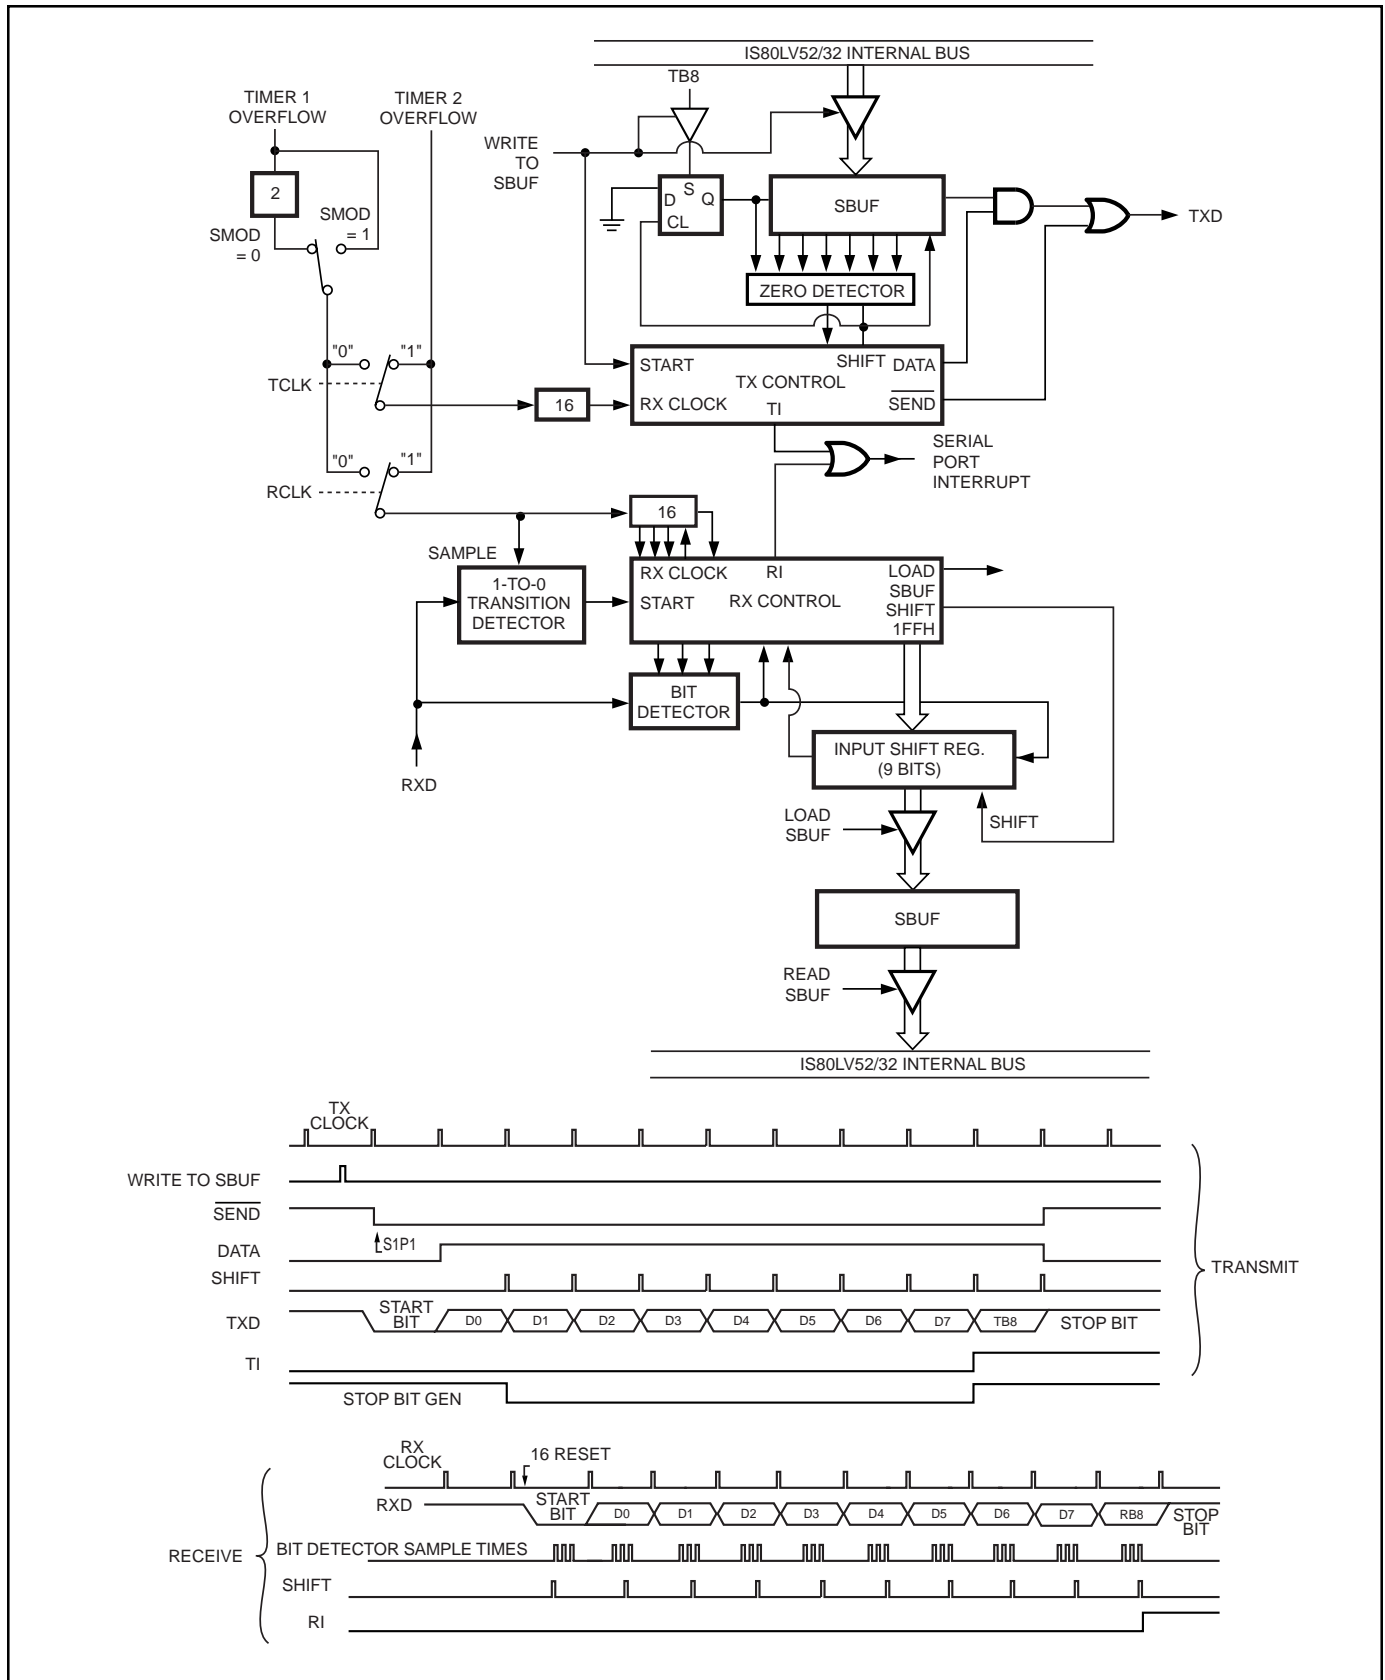 IS80LV52/32 INTERNAL BUS
TB8
TIMER 1
OVERFLOW
TIMER 2
OVERFLOW
WRITE
TO
SBUF
2
SMOD
= 1
SMOD
= 0
S
D
Q
CL
SBUF
TXD
ZERO DETECTOR
"0"
"1"
TCLK
16
START
SHIFT
DATA
TX CONTROL
RX CLOCK
TI
SEND
SERIAL
PORT
INTERRUPT
"0"
"1"
RCLK
16
SAMPLE
1-TO-0
TRANSITION
DETECTOR
RX CLOCK
RI
LOAD
SBUF
START
RX CONTROL
SHIFT
1FFH
BIT
DETECTOR
RXD
INPUT SHIFT REG.
(9 BITS)
LOAD
SBUF
SHIFT
SBUF
READ
SBUF
IS80LV52/32 INTERNAL BUS
TX
CLOCK
WRITE TO SBUF
SEND
S1P1
DATA
SHIFT
TXD
START
BIT
D0
D1
D2
D3
D4
D5
D6
D7
TB8
STOP BIT
TI
STOP BIT GEN
TRANSMIT
RX
CLOCK
16 RESET
RXD
START
BIT
D0
D1
D2
D3
D4
D5
D6
D7
RB8
STOP
BIT
BIT DETECTOR SAMPLE TIMES
SHIFT
RI
RECEIVE